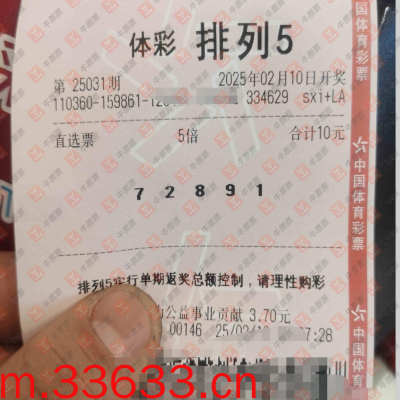 体彩 排列5
第 25031期 2025年02月10日开奖
110360-159861-120 334629 sxi+LA
直选票 5倍 合计10元
7 2 8 9 1
排列5实行单期返奖总额控制，请理性购彩
公益事业贡献 3.70元
00146 25/02/10 7:26
m.33633.cn
中国体育彩票
国体育彩票